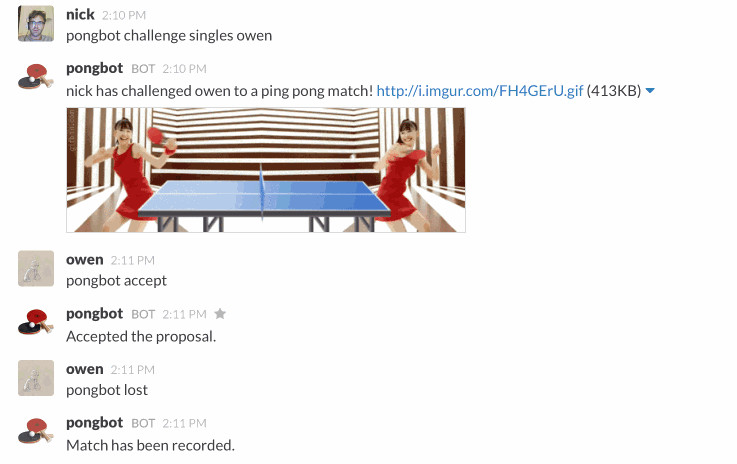 nick 2:10 PM
pongbot challenge singles owen
pongbot BOT 2:10 PM
nick has challenged owen to a ping pong match! http://i.imgur.com/FH4GErU.gif (413KB)
owen 2:11 PM
pongbot accept
pongbot BOT 2:11 PM
Accepted the proposal.
owen 2:11 PM
pongbot lost
pongbot BOT 2:11 PM
Match has been recorded.